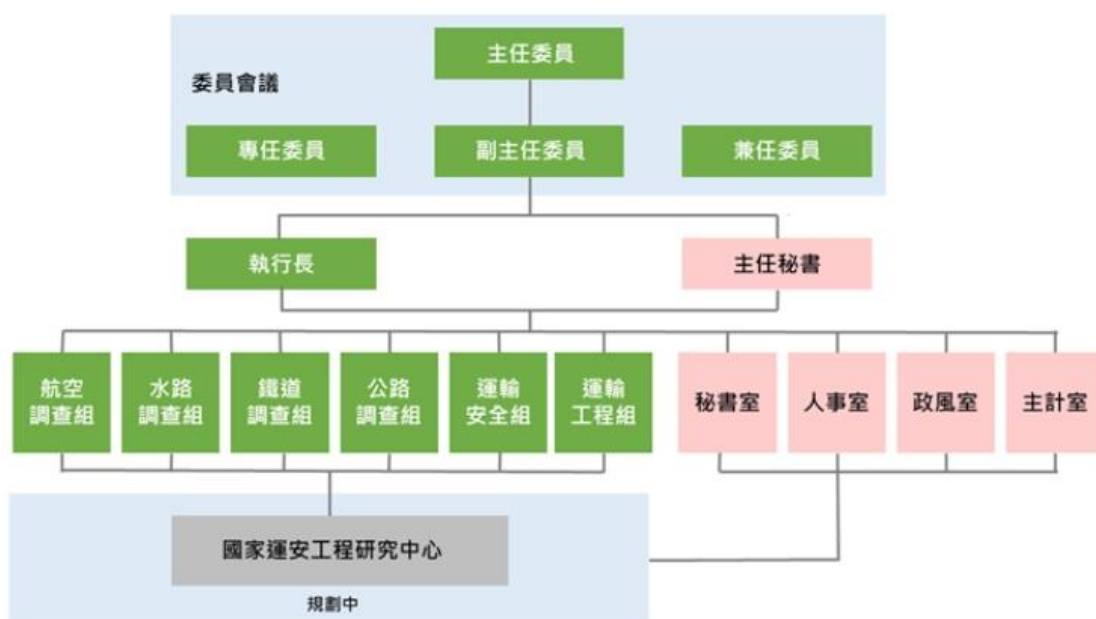 主任委員
委員會議
專任委員
副主任委員
兼任委員
執行長
主任秘書
航空
調查組
水路
調查組
鐵道
調查組
公路
調查組
運輸
安全組
運輸
工程組
秘書室
人事室
政風室
主計室
國家運安工程研究中心
規劃中